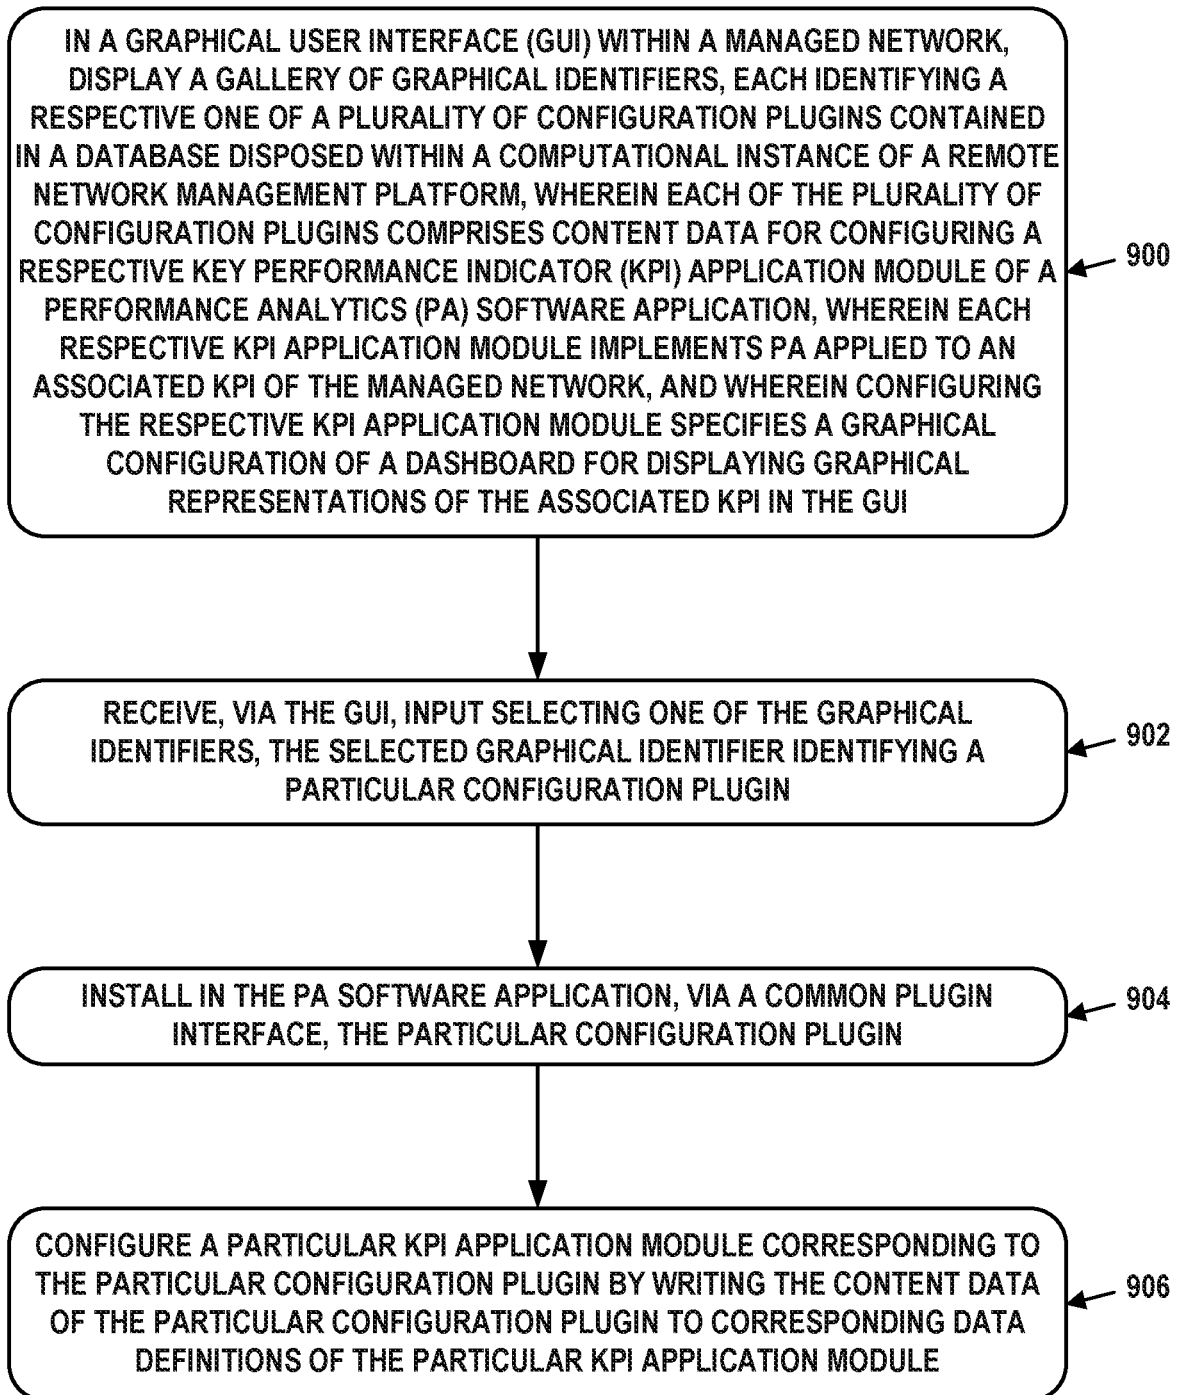 IN A GRAPHICAL USER INTERFACE (GUI) WITHIN A MANAGED NETWORK,
DISPLAY A GALLERY OF GRAPHICAL IDENTIFIERS, EACH IDENTIFYING A
RESPECTIVE ONE OF A PLURALITY OF CONFIGURATION PLUGINS CONTAINED
IN A DATABASE DISPOSED WITHIN A COMPUTATIONAL INSTANCE OF A REMOTE
NETWORK MANAGEMENT PLATFORM, WHEREIN EACH OF THE PLURALITY OF
CONFIGURATION PLUGINS COMPRISES CONTENT DATA FOR CONFIGURING A
RESPECTIVE KEY PERFORMANCE INDICATOR (KPI) APPLICATION MODULE OF A
PERFORMANCE ANALYTICS (PA) SOFTWARE APPLICATION, WHEREIN EACH
RESPECTIVE KPI APPLICATION MODULE IMPLEMENTS PA APPLIED TO AN
ASSOCIATED KPI OF THE MANAGED NETWORK, AND WHEREIN CONFIGURING
THE RESPECTIVE KPI APPLICATION MODULE SPECIFIES A GRAPHICAL
CONFIGURATION OF A DASHBOARD FOR DISPLAYING GRAPHICAL
REPRESENTATIONS OF THE ASSOCIATED KPI IN THE GUI
900
RECEIVE, VIA THE GUI, INPUT SELECTING ONE OF THE GRAPHICAL
IDENTIFIERS, THE SELECTED GRAPHICAL IDENTIFIER IDENTIFYING A
PARTICULAR CONFIGURATION PLUGIN
902
INSTALL IN THE PA SOFTWARE APPLICATION, VIA A COMMON PLUGIN
INTERFACE, THE PARTICULAR CONFIGURATION PLUGIN
904
CONFIGURE A PARTICULAR KPI APPLICATION MODULE CORRESPONDING TO
THE PARTICULAR CONFIGURATION PLUGIN BY WRITING THE CONTENT DATA
OF THE PARTICULAR CONFIGURATION PLUGIN TO CORRESPONDING DATA
DEFINITIONS OF THE PARTICULAR KPI APPLICATION MODULE
906